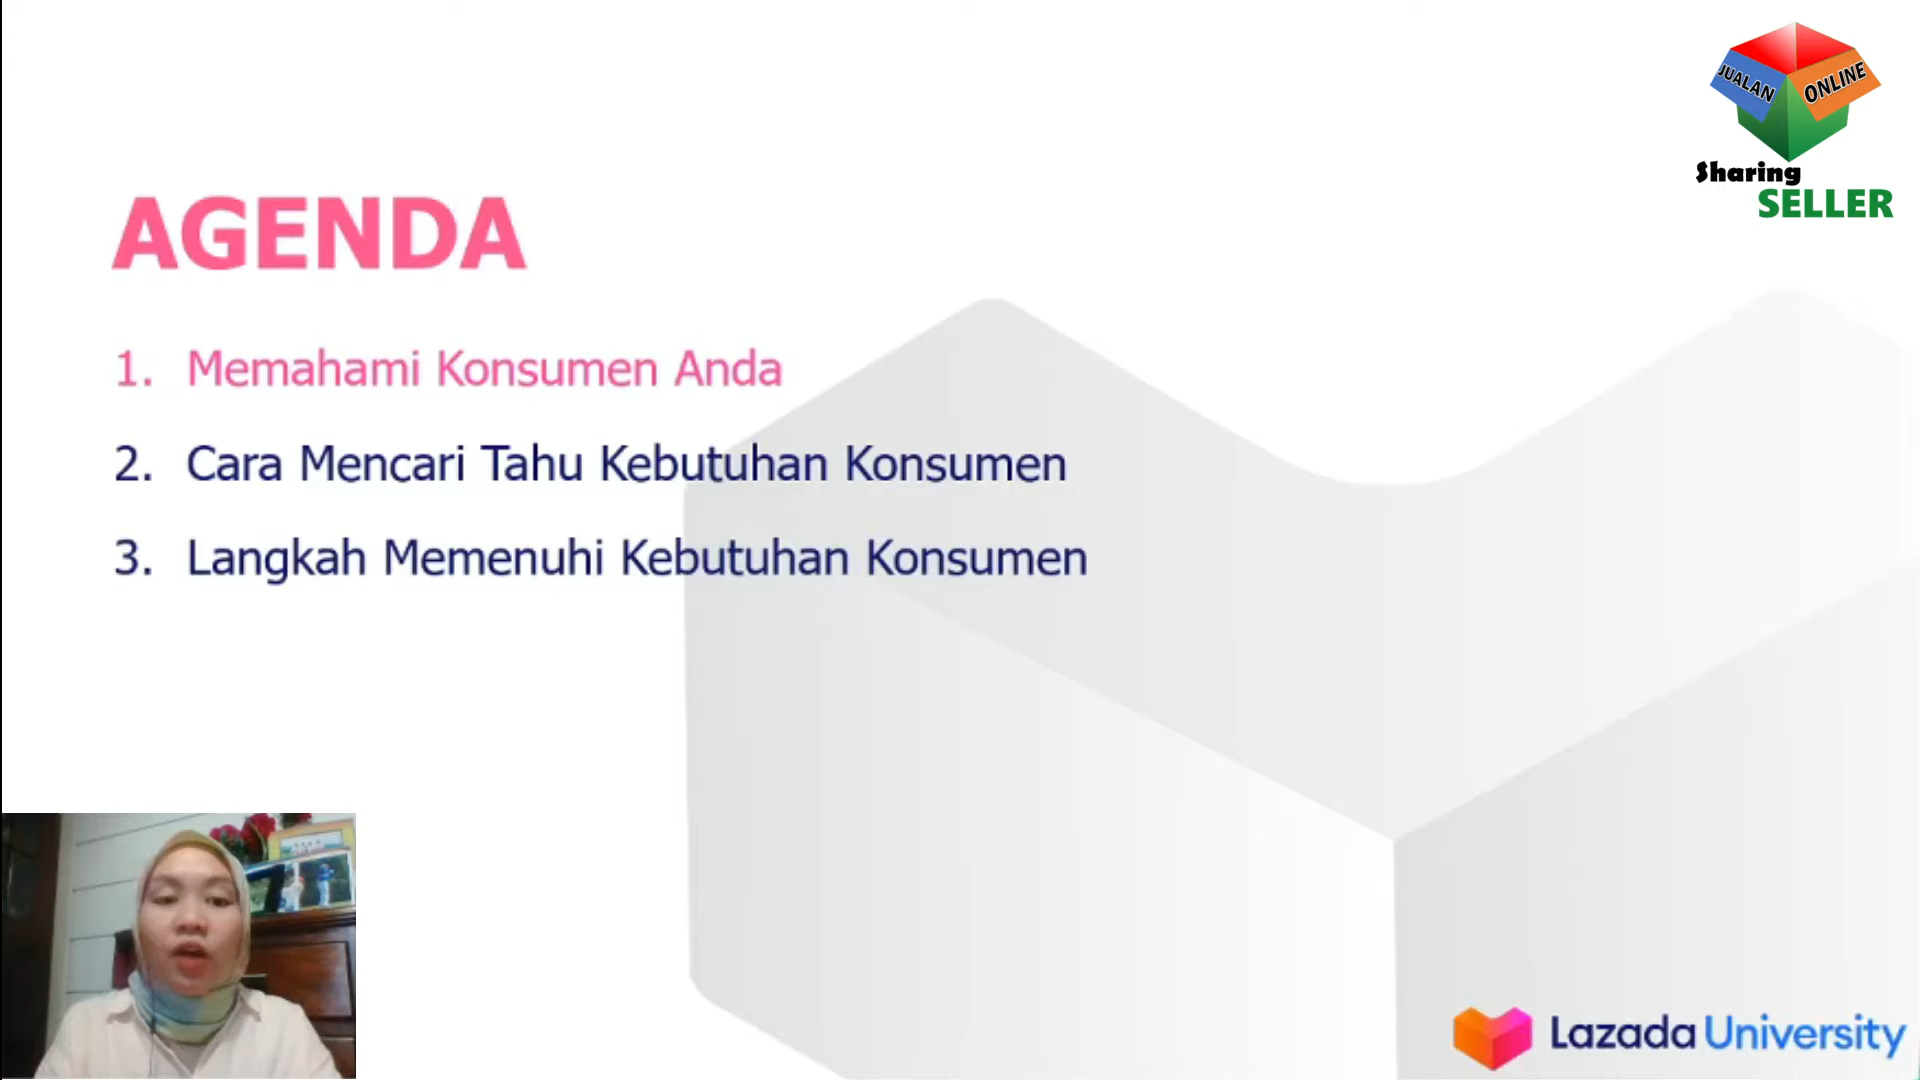 JUALAN ONLINE
Sharing
SELLER
AGENDA
1. Memahami Konsumen Anda
2. Cara Mencari Tahu Kebutuhan Konsumen
3. Langkah Memenuhi Kebutuhan Konsumen
Lazada University